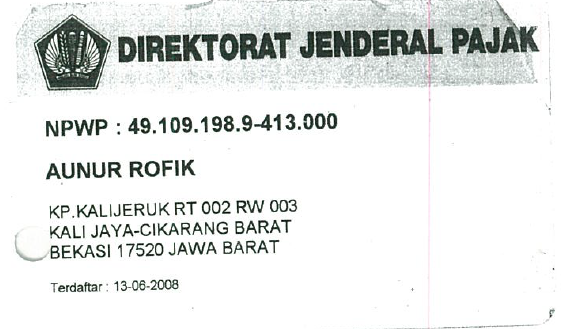 DIREKTORAT JENDERAL PAJAK
NPWP : 49.109.198.9-413.000
AUNUR ROFIK
KP.KALIJERUK RT 002 RW 003
KALI JAYA-CIKARANG BARAT
BEKASI 17520 JAWA BARAT
Terdaftar : 13-06-2008